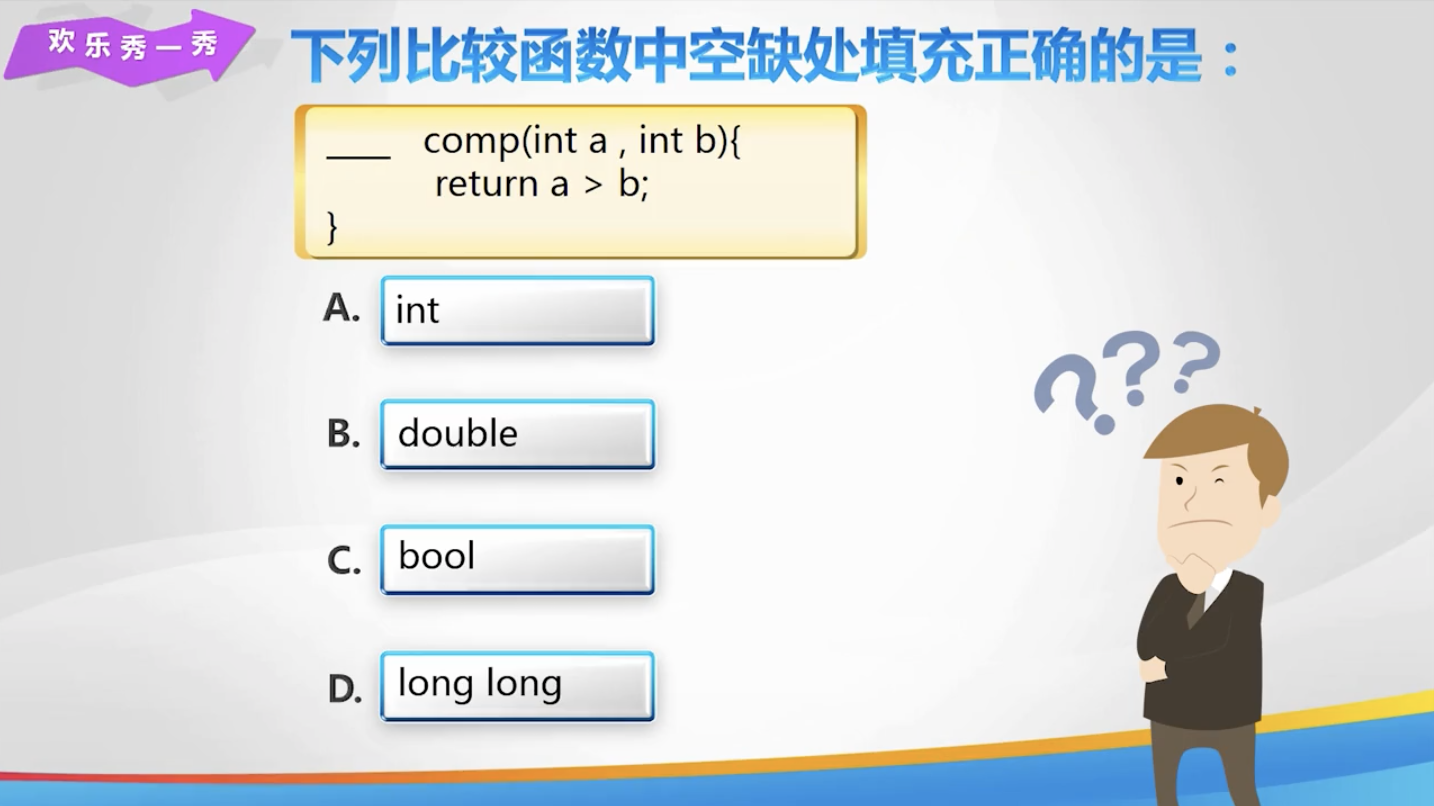 欢乐秀一秀
下列比较函数中空缺处填充正确的是：
____ comp(int a , int b){
return a > b;
}
A. int
B. double
C. bool
D. long long
???